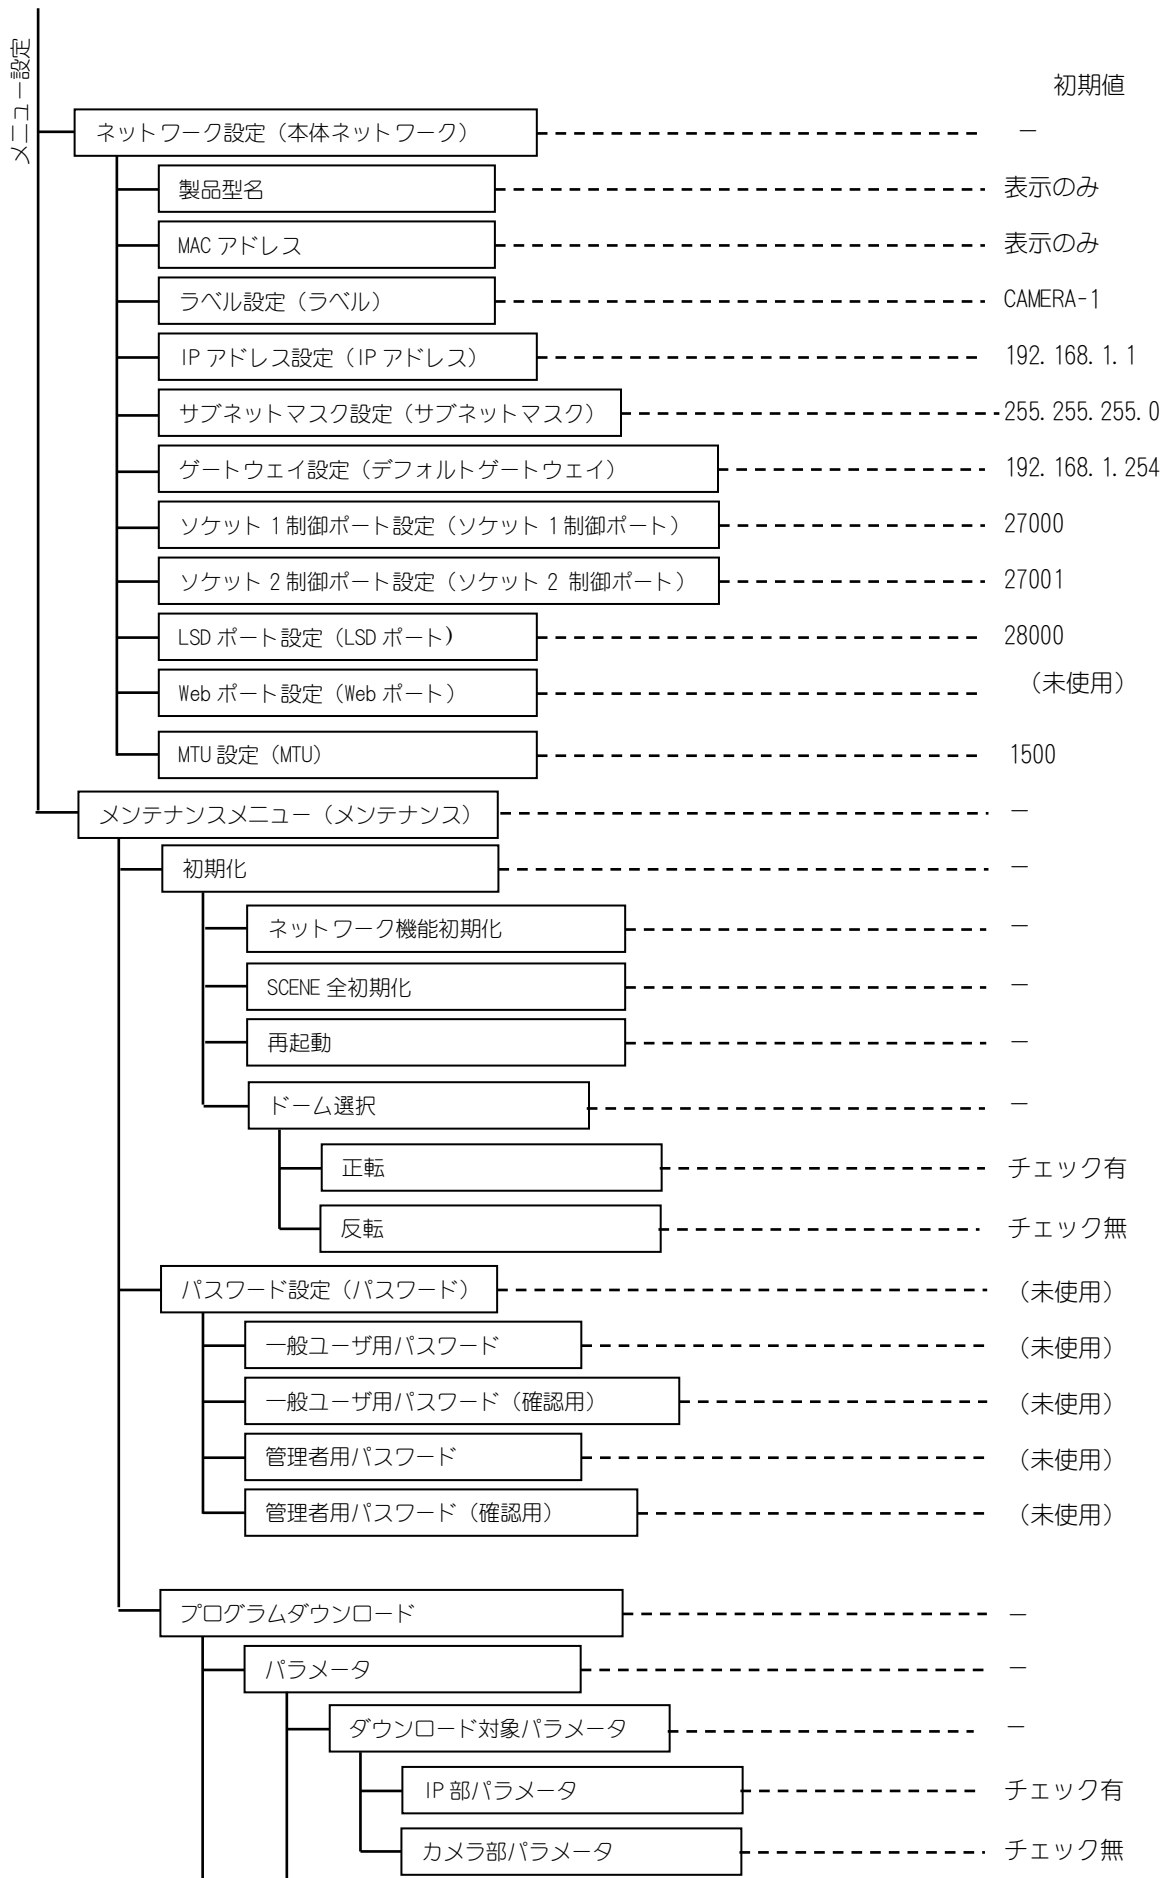 メニュー設定
初期値
ネットワーク設定（本体ネットワーク） －
製品型名 表示のみ
MAC アドレス 表示のみ
ラベル設定（ラベル） CAMERA-1
IP アドレス設定（IP アドレス） 192.168.1.1
サブネットマスク設定（サブネットマスク） 255.255.255.0
ゲートウェイ設定（デフォルトゲートウェイ） 192.168.1.254
ソケット 1 制御ポート設定（ソケット 1 制御ポート） 27000
ソケット 2 制御ポート設定（ソケット 2 制御ポート） 27001
LSD ポート設定（LSD ポート） 28000
Web ポート設定（Web ポート） （未使用）
MTU 設定（MTU） 1500
メンテナンスメニュー（メンテナンス） －
初期化 －
ネットワーク機能初期化 －
SCENE 全初期化 －
再起動 －
ドーム選択 －
正転 チェック有
反転 チェック無
パスワード設定（パスワード） （未使用）
一般ユーザ用パスワード （未使用）
一般ユーザ用パスワード（確認用） （未使用）
管理者用パスワード （未使用）
管理者用パスワード（確認用） （未使用）
プログラムダウンロード －
パラメータ －
ダウンロード対象パラメータ －
IP 部パラメータ チェック有
カメラ部パラメータ チェック無